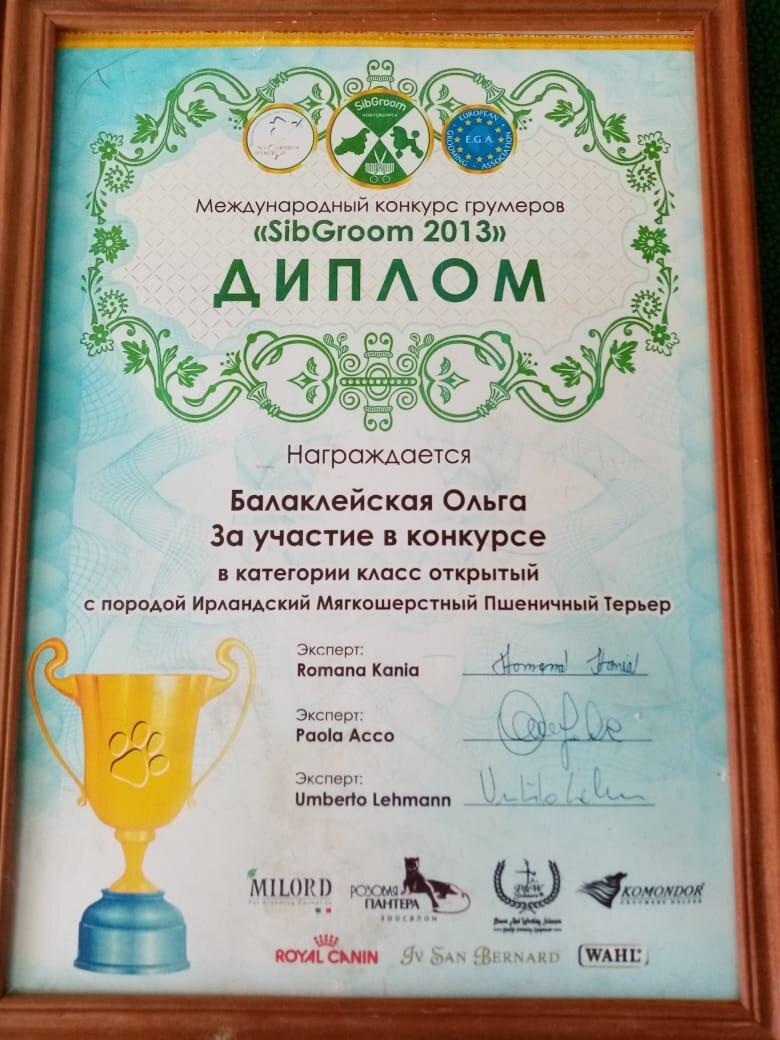 SibGroom
НОВОСИБИРСК
EUROPEAN
E.G.A.
GROOMING ASSOCIATION
Международный конкурс грумеров
«SibGroom 2013»
ДИПЛОМ
Награждается
Балаклейская Ольга
За участие в конкурсе
в категории класс открытый
с породой Ирландский Мягкошерстный Пшеничный Терьер
Эксперт:
Romana Kania
Эксперт:
Paola Acco
Эксперт:
Umberto Lehmann
MILORD
РОЗОВАЯ
ПАНТЕРА
ЗООСАЛОН
KOMONDOR
ROYAL CANIN
IV SAN BERNARD
WAHL